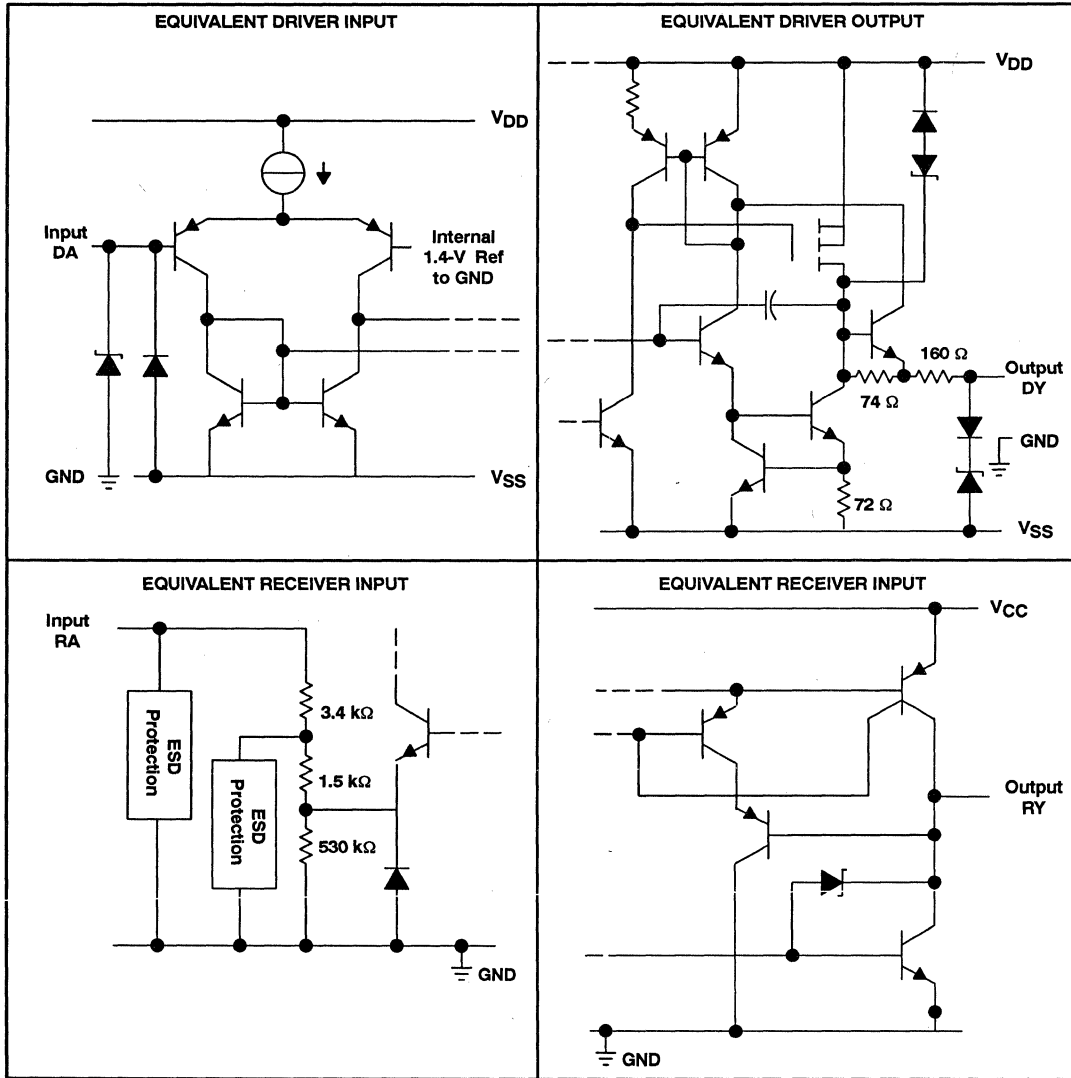 EQUIVALENT DRIVER INPUT
VDD
Input
DA
Internal
1.4-V Ref
to GND
GND
VSS
EQUIVALENT DRIVER OUTPUT
VDD
160 Ω
Output
DY
74 Ω
GND
72 Ω
VSS
EQUIVALENT RECEIVER INPUT
Input
RA
3.4 kΩ
ESD
Protection
1.5 kΩ
ESD
Protection
530 kΩ
GND
EQUIVALENT RECEIVER INPUT
VCC
Output
RY
GND